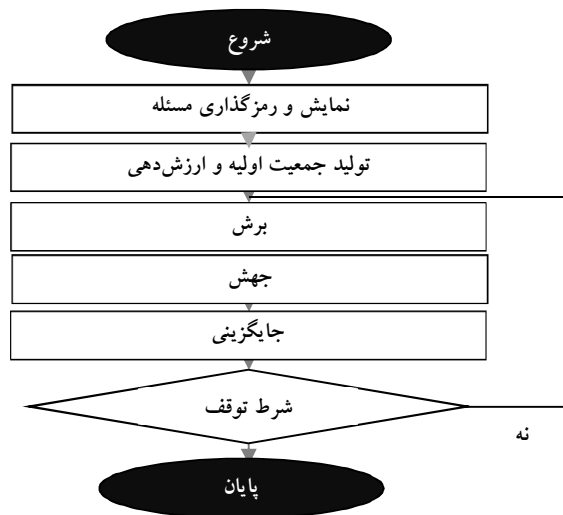 شروع
نمایش و رمزگذاری مسئله
تولید جمعیت اولیه و ارزش‌دهی
برش
جهش
جایگزینی
شرط توقف
نه
پایان